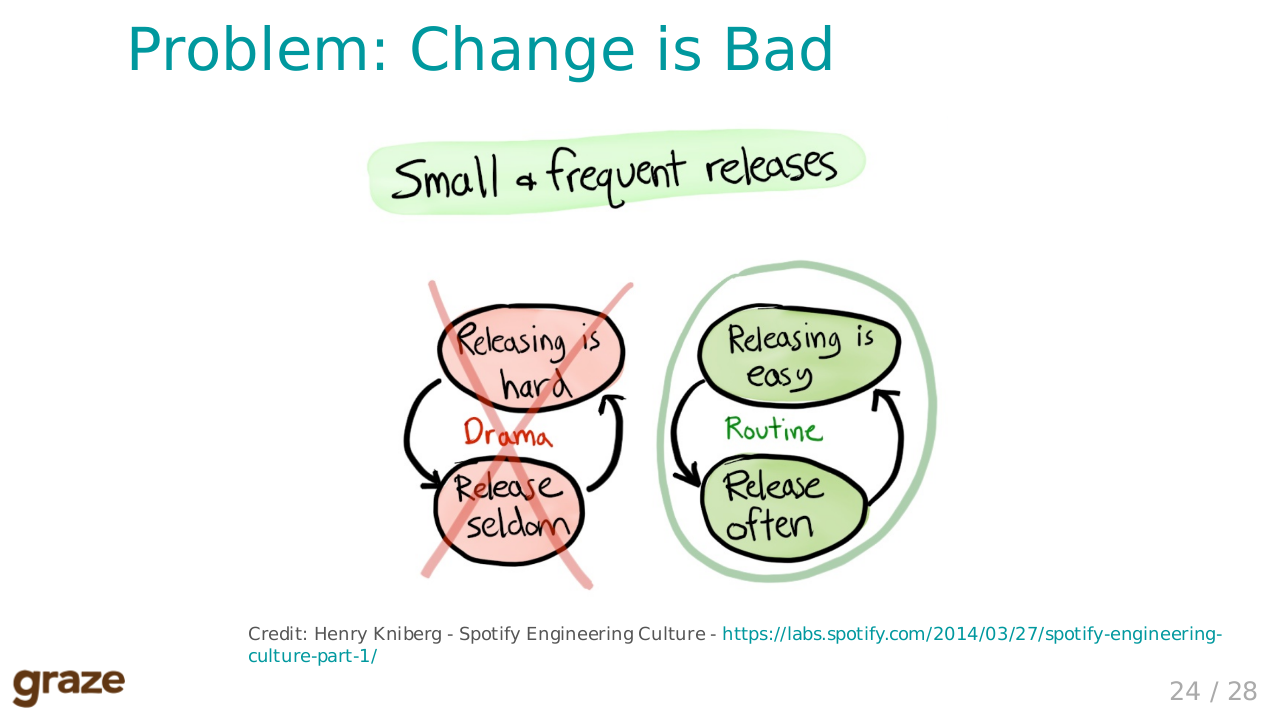 Problem: Change is Bad
Small & frequent releases
Releasing is
hard
Drama
Release
seldom
Releasing is
easy
Routine
Release
often
Credit: Henry Kniberg - Spotify Engineering Culture - https://labs.spotify.com/2014/03/27/spotify-engineering-
culture-part-1/
graze
24 / 28